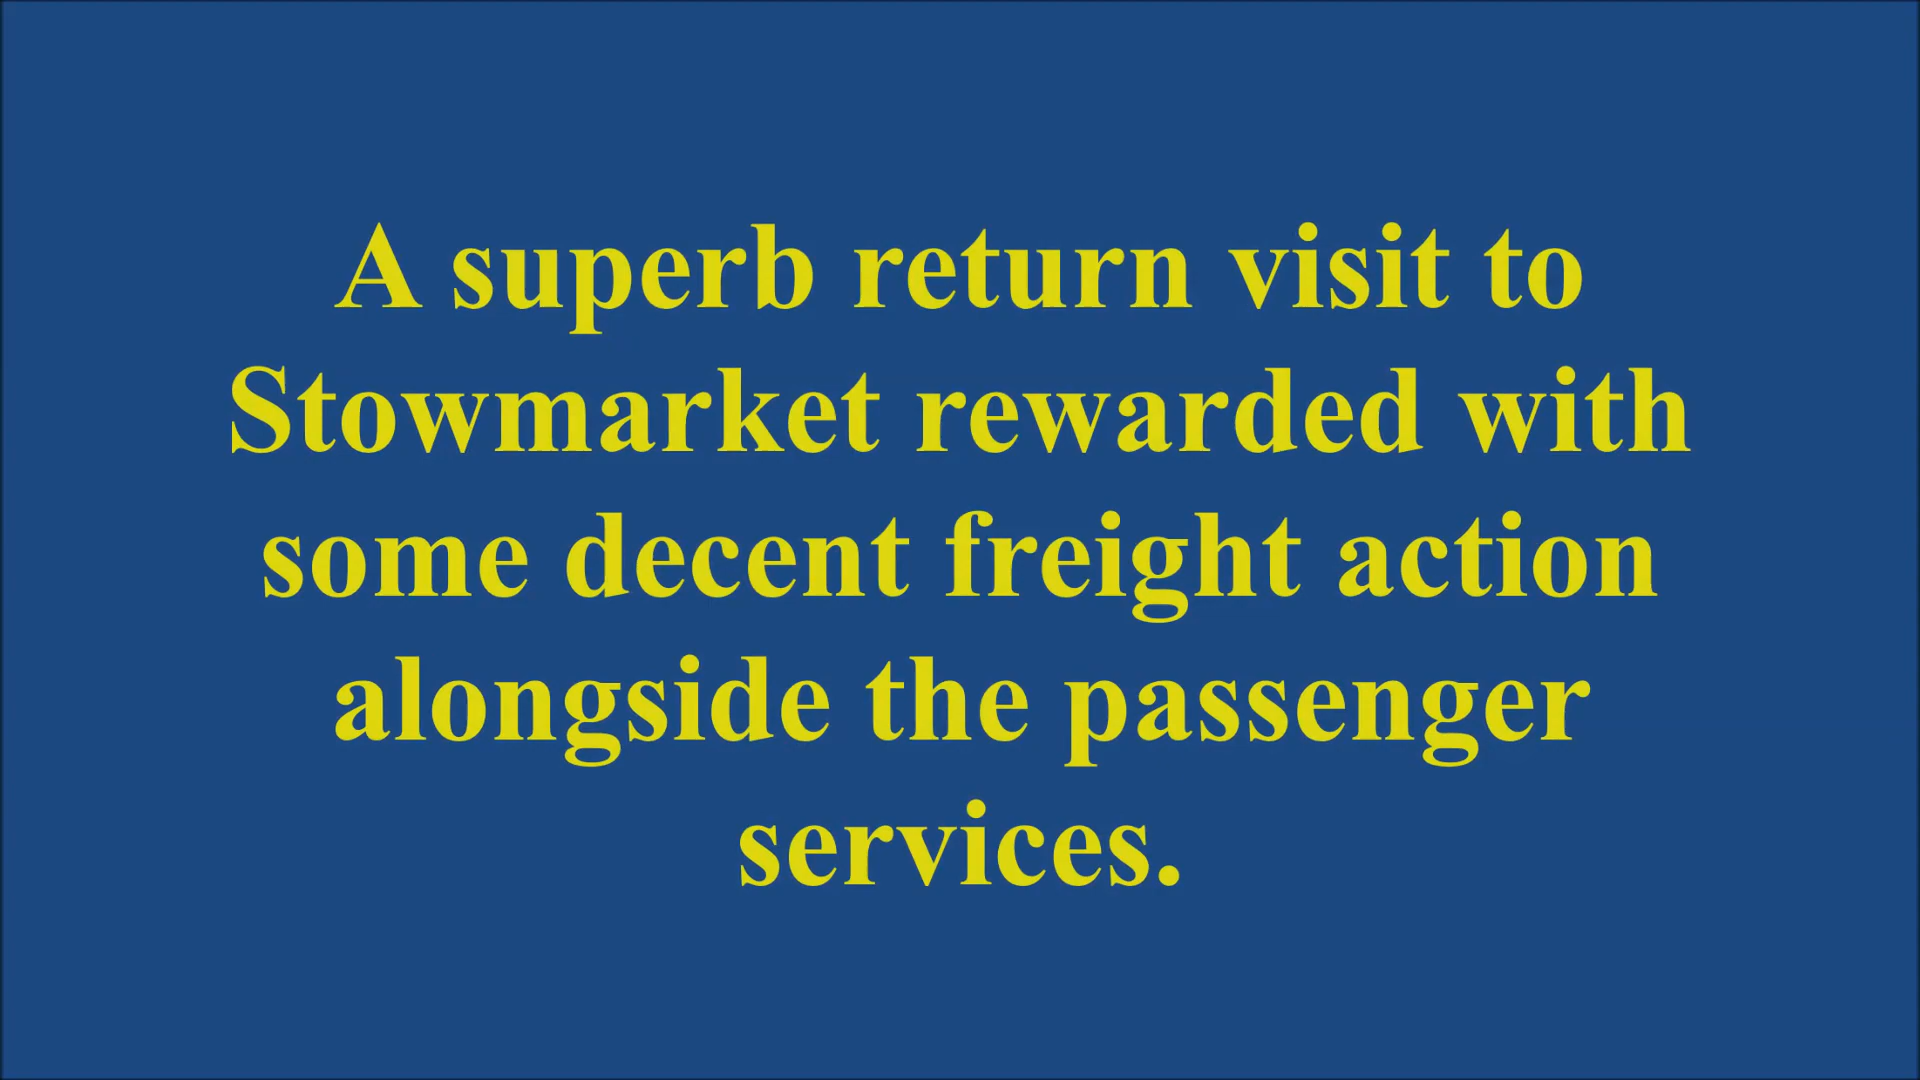 A superb return visit to
Stowmarket rewarded with
some decent freight action
alongside the passenger
services.